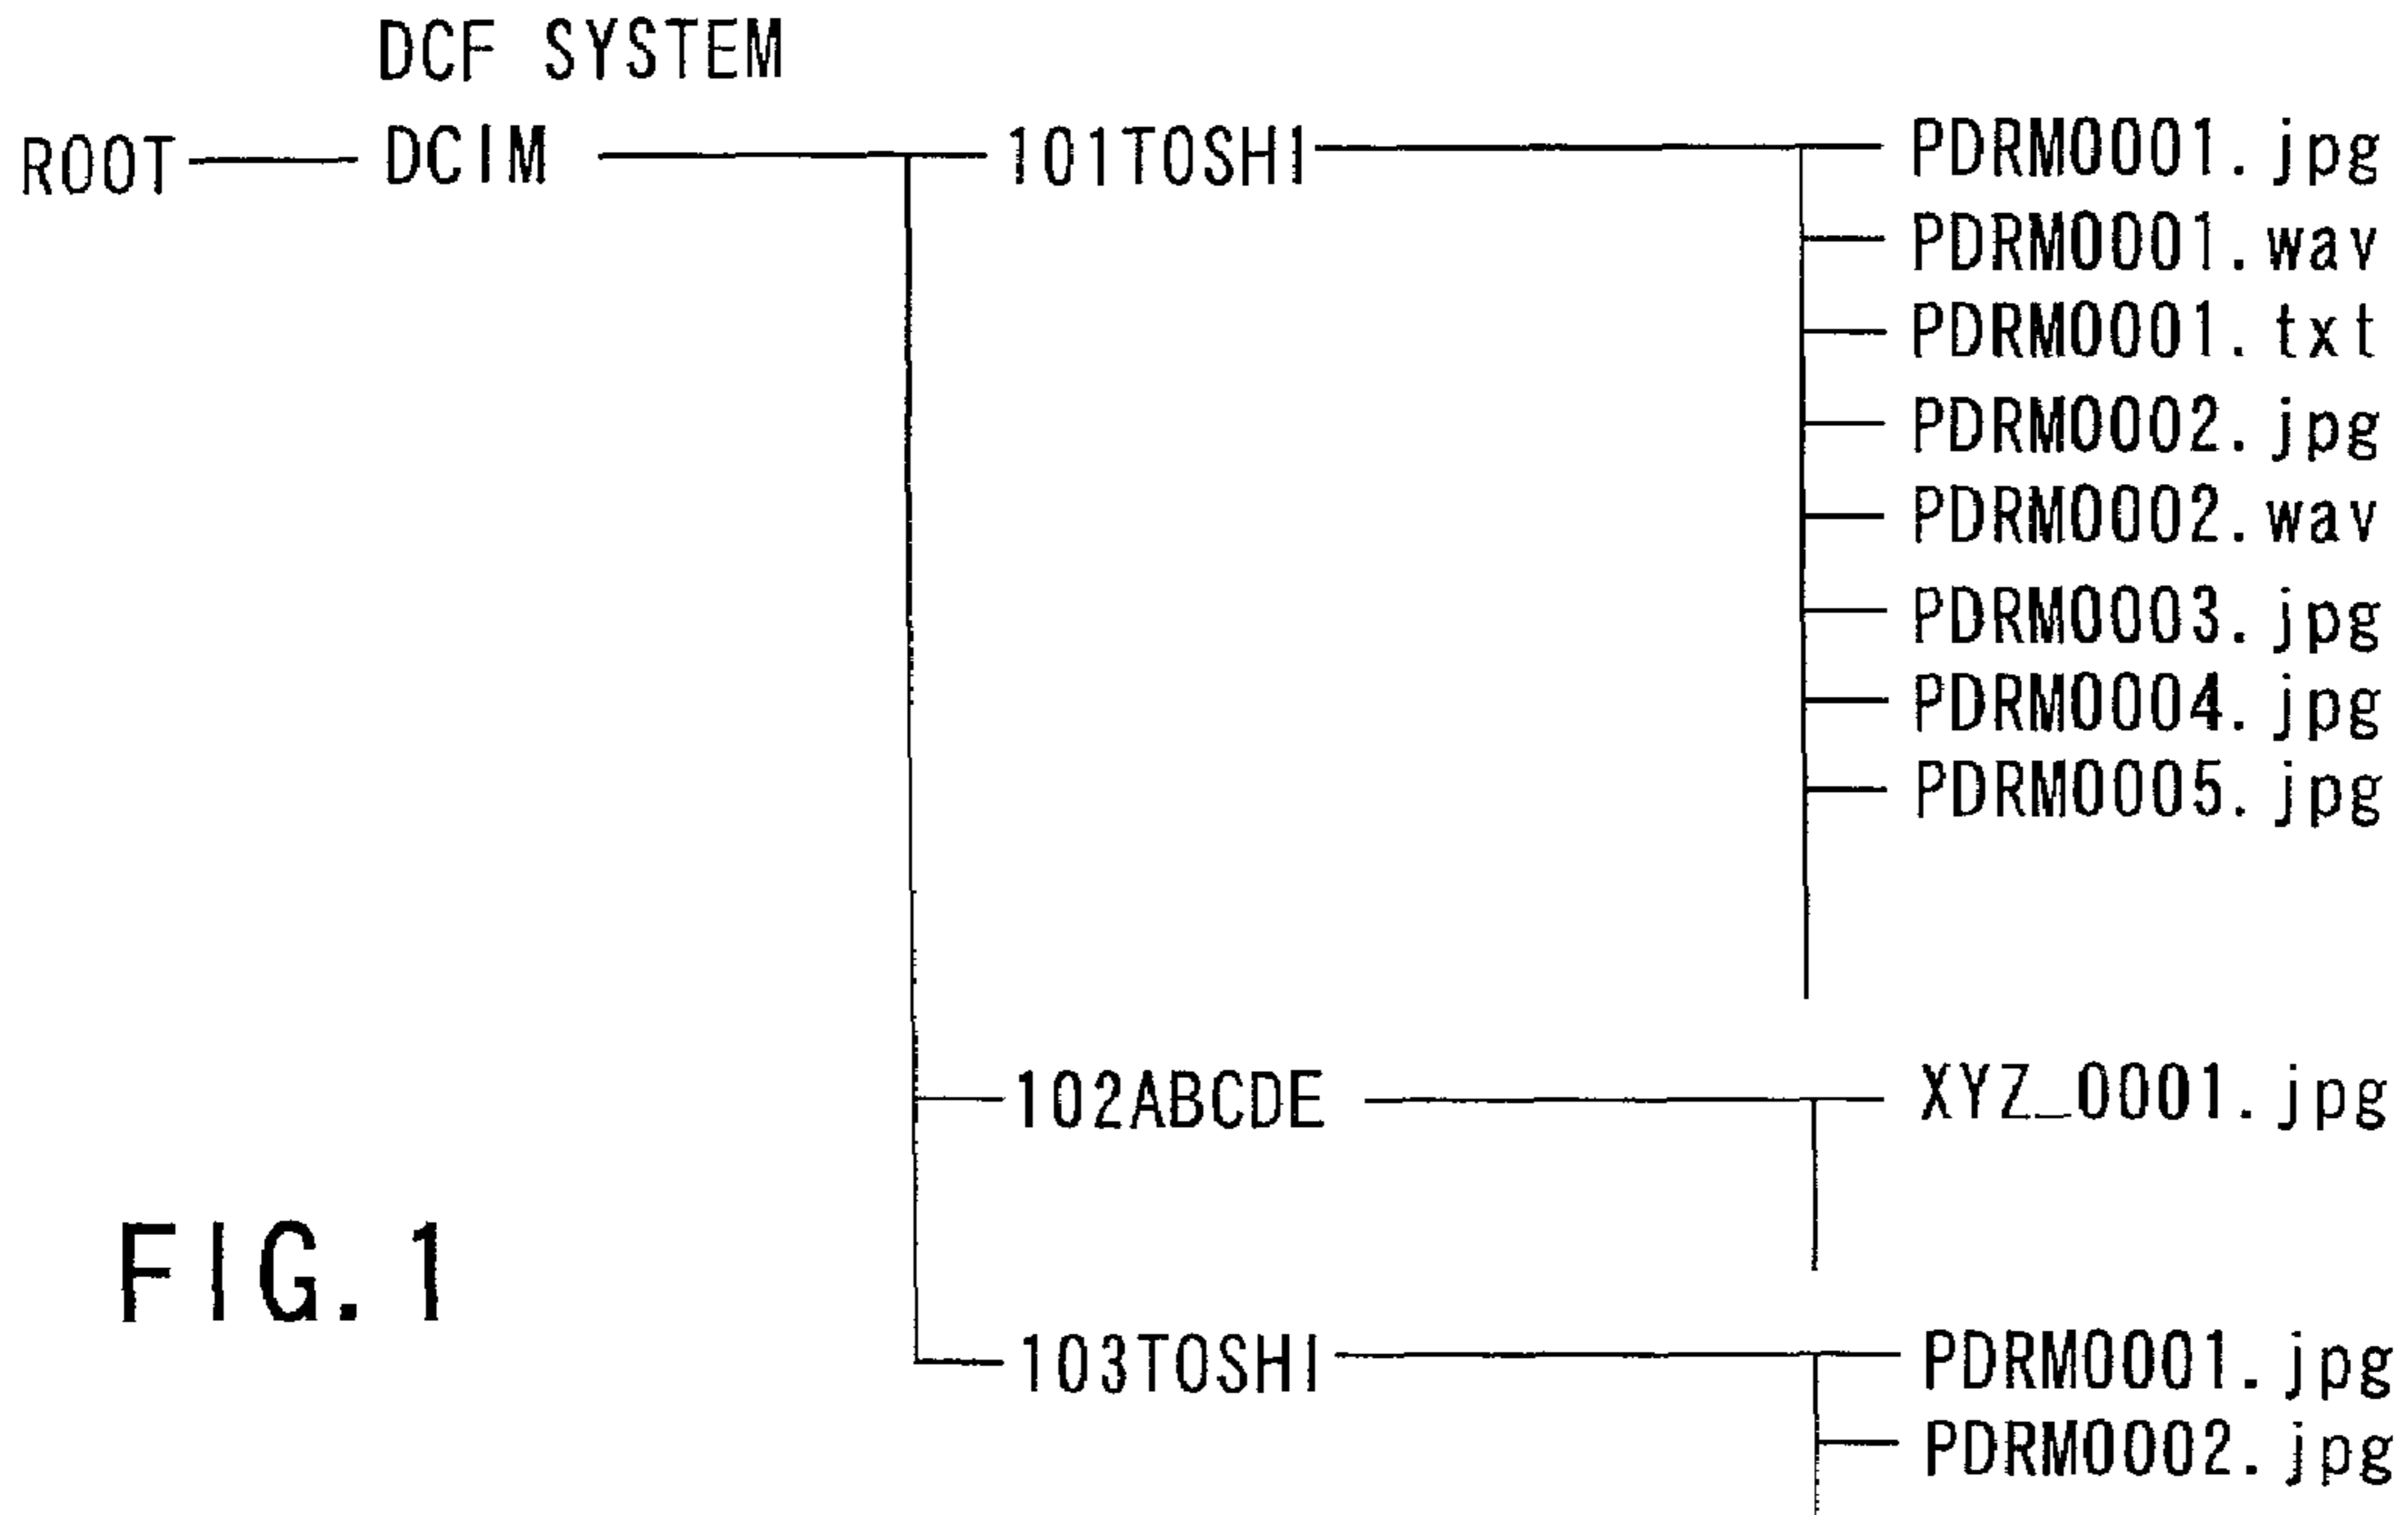 DCF SYSTEM
ROOT DCIM 101TOSHI PDRM0001.jpg
PDRM0001.wav
PDRM0001.txt
PDRM0002.jpg
PDRM0002.wav
PDRM0003.jpg
PDRM0004.jpg
PDRM0005.jpg
102ABCDE XYZ_0001.jpg
FIG.1
103TOSHI PDRM0001.jpg
PDRM0002.jpg